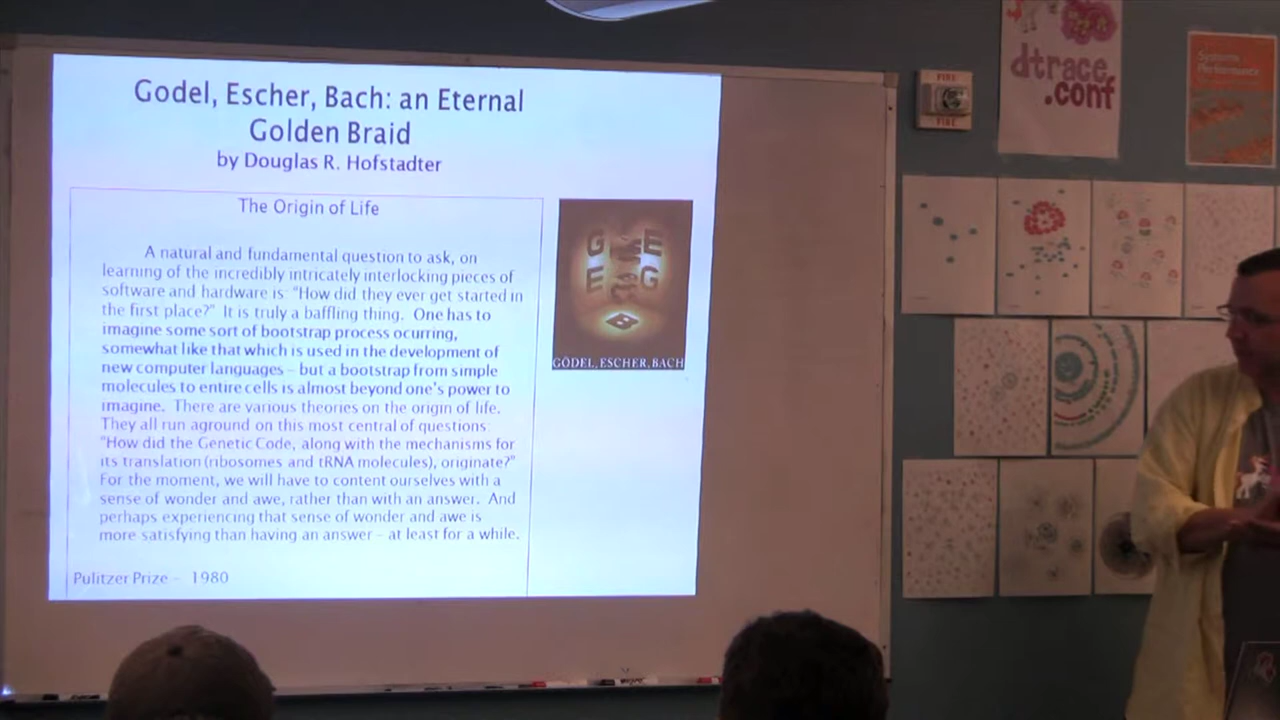 Godel, Escher, Bach: an Eternal
Golden Braid
by Douglas R. Hofstadter
The Origin of Life
A natural and fundamental question to ask, on
learning of the incredibly intricately interlocking pieces of
software and hardware is: "How did they ever get started in
the first place?" It is truly a baffling thing. One has to
imagine some sort of bootstrap process ocurring,
somewhat like that which is used in the development of
new computer languages – but a bootstrap from simple
molecules to entire cells is almost beyond one's power to
imagine. There are various theories on the origin of life.
They all run aground on this most central of questions:
"How did the Genetic Code, along with the mechanisms for
its translation (ribosomes and tRNA molecules), originate?"
For the moment, we will have to content ourselves with a
sense of wonder and awe, rather than with an answer. And
perhaps experiencing that sense of wonder and awe is
more satisfying than having an answer – at least for a while.
Pulitzer Prize – 1980
G E
E G
GÖDEL, ESCHER, BACH
FIRE
FIRE
dtrace
.conf
Systems
Performance